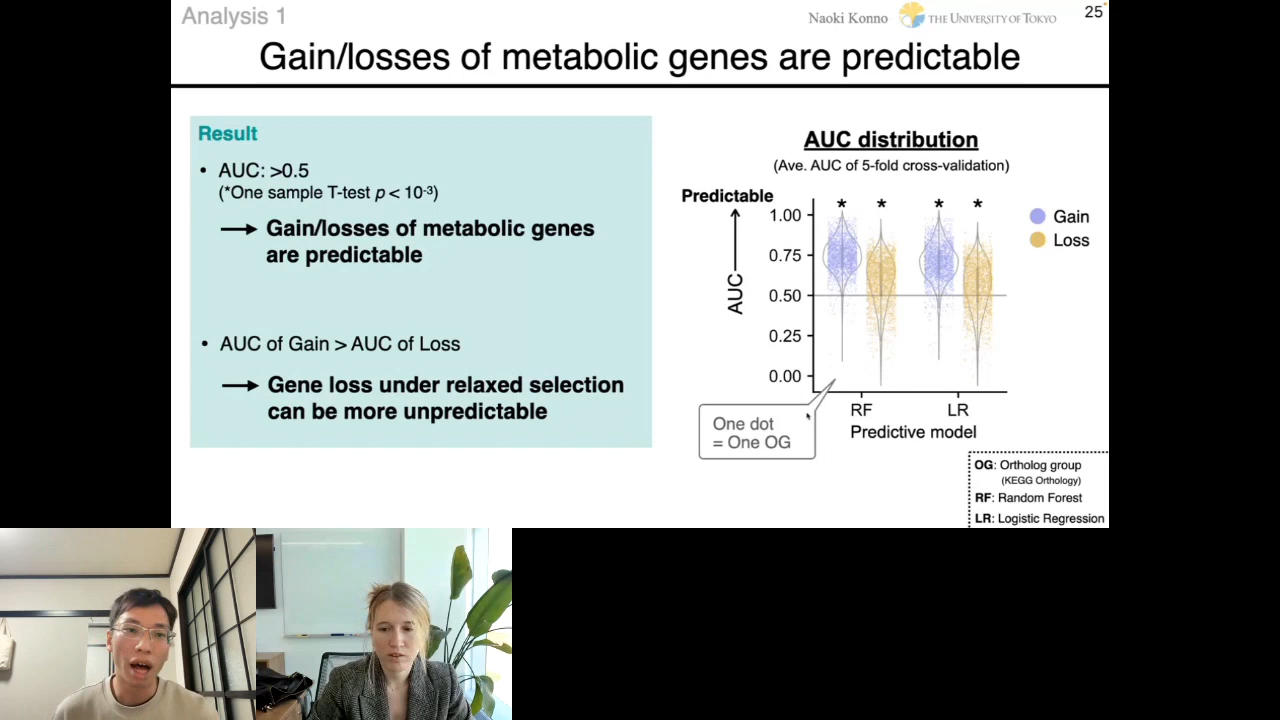 Analysis 1
Naoki Konno
THE UNIVERSITY OF TOKYO
25
Gain/losses of metabolic genes are predictable
Result
• AUC: >0.5
(*One sample T-test p < 10⁻³)
→ Gain/losses of metabolic genes
are predictable
• AUC of Gain > AUC of Loss
→ Gene loss under relaxed selection
can be more unpredictable
AUC distribution
(Ave. AUC of 5-fold cross-validation)
Predictable
AUC
* * * *
1.00
0.75
0.50
0.25
0.00
RF LR
Predictive model
Gain
Loss
One dot
= One OG
OG: Ortholog group
(KEGG Orthology)
RF: Random Forest
LR: Logistic Regression